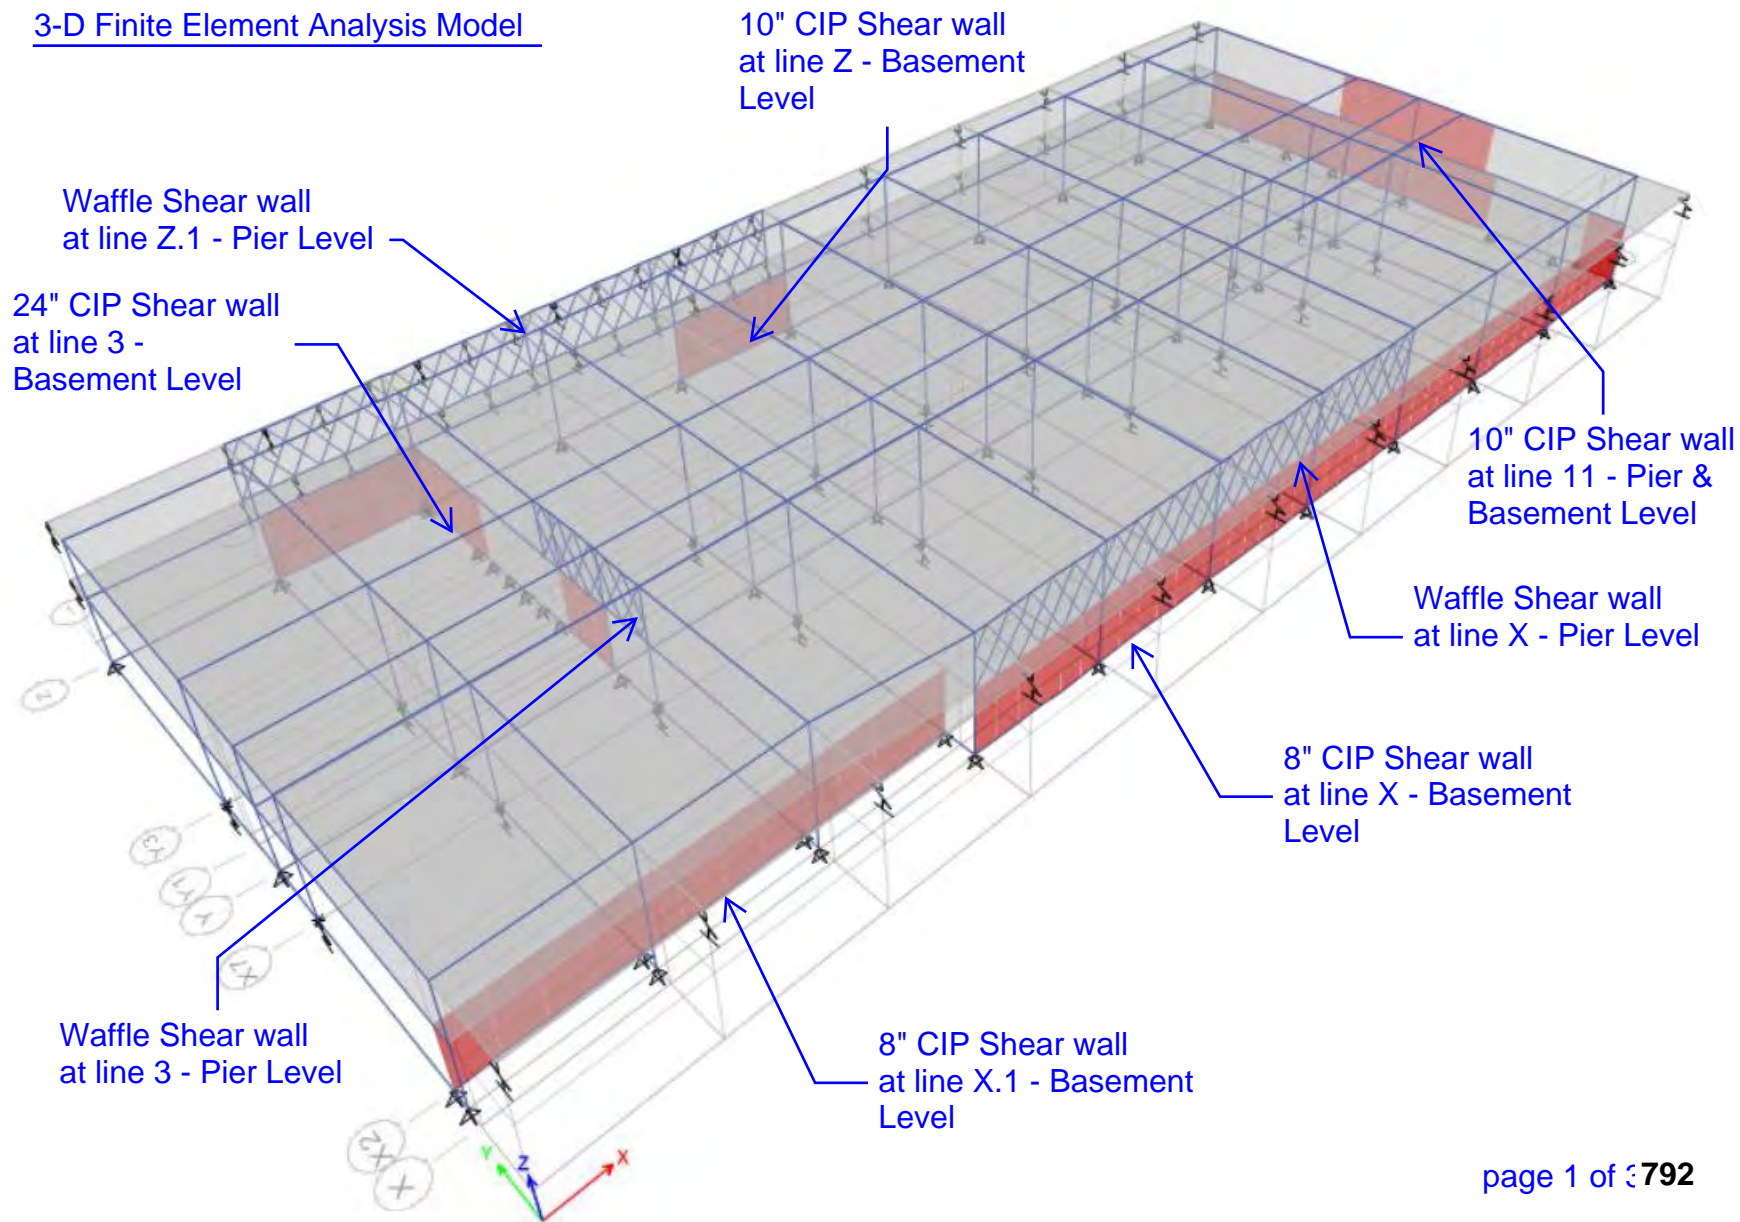 3-D Finite Element Analysis Model
10" CIP Shear wall
at line Z - Basement
Level
Waffle Shear wall
at line Z.1 - Pier Level
24" CIP Shear wall
at line 3 -
Basement Level
10" CIP Shear wall
at line 11 - Pier &
Basement Level
Waffle Shear wall
at line X - Pier Level
8" CIP Shear wall
at line X - Basement
Level
Waffle Shear wall
at line 3 - Pier Level
8" CIP Shear wall
at line X.1 - Basement
Level
Z
Y3
Y1
Y
X7
X2
X
Y
Z
X
page 1 of 792